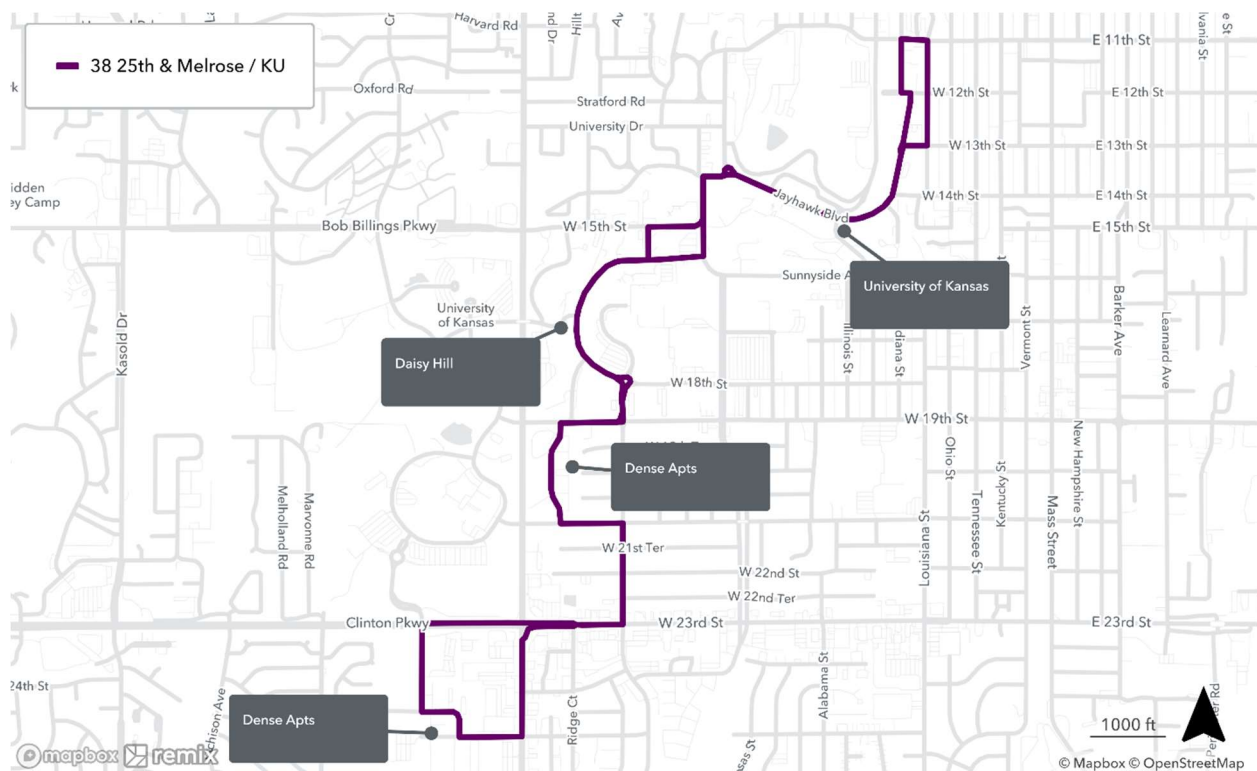 Harvard Rd
38 25th & Melrose / KU
E 11th St
Oxford Rd
W 12th St
E 12th St
Stratford Rd
University Dr
W 13th St
E 13th St
Jayhawk Blvd
W 14th St
E 14th St
Bob Billings Pkwy
W 15th St
E 15th St
Sunnyside
University of Kansas
University
of Kansas
Kasold Dr
Illinois St
Vermont St
Barker Ave
Learnard Ave
Daisy Hill
W 18th St
W 19th St
Dense Apts
Ohio St
Kentucky St
Tennessee St
New Hampshire St
Mass Street
Louisiana St
Melholland Rd
Marvonne Rd
W 21st Ter
W 22nd St
W 22nd Ter
Clinton Pkwy
W 23rd St
E 23rd St
24th St
Alabama St
Ridge Ct
Dense Apts
1000 ft
mapbox remix
© Mapbox © OpenStreetMap